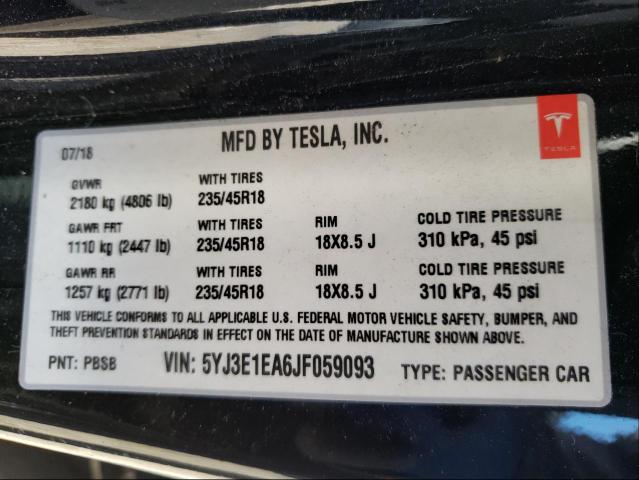 07/18 MFD BY TESLA, INC.
TESLA
GVWR WITH TIRES
2180 kg (4806 lb) 235/45R18
GAWR FRT WITH TIRES RIM COLD TIRE PRESSURE
1110 kg (2447 lb) 235/45R18 18X8.5 J 310 kPa, 45 psi
GAWR RR WITH TIRES RIM COLD TIRE PRESSURE
1257 kg (2771 lb) 235/45R18 18X8.5 J 310 kPa, 45 psi
THIS VEHICLE CONFORMS TO ALL APPLICABLE U.S. FEDERAL MOTOR VEHICLE SAFETY, BUMPER, AND
THEFT PREVENTION STANDARDS IN EFFECT ON THE DATE OF MANUFACTURE SHOWN ABOVE.
PNT: PBSB VIN: 5YJ3E1EA6JF059093 TYPE: PASSENGER CAR